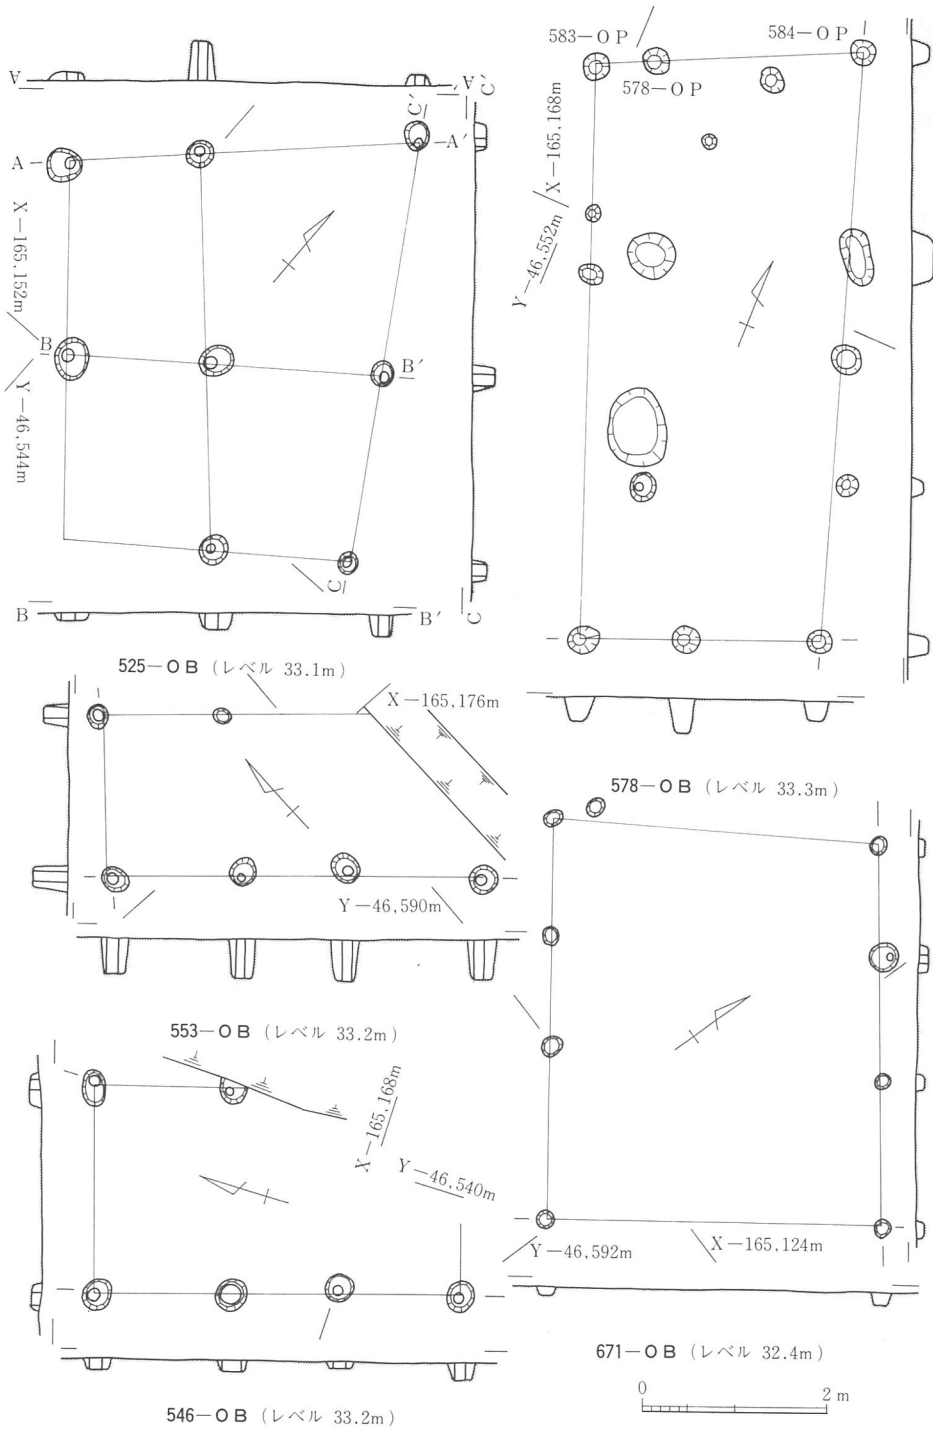 A
A′
C′
C′
A
A′
X−165,152m
B
B′
Y−46,544m
C
B
B′
C
525−OB (レベル 33.1m)
583−OP
584−OP
578−OP
X−165,168m
Y−46,552m
578−OB (レベル 33.3m)
X−165,176m
Y−46,590m
553−OB (レベル 33.2m)
X−165,168m
Y−46,540m
546−OB (レベル 33.2m)
Y−46,592m
X−165,124m
671−OB (レベル 32.4m)
0
2m